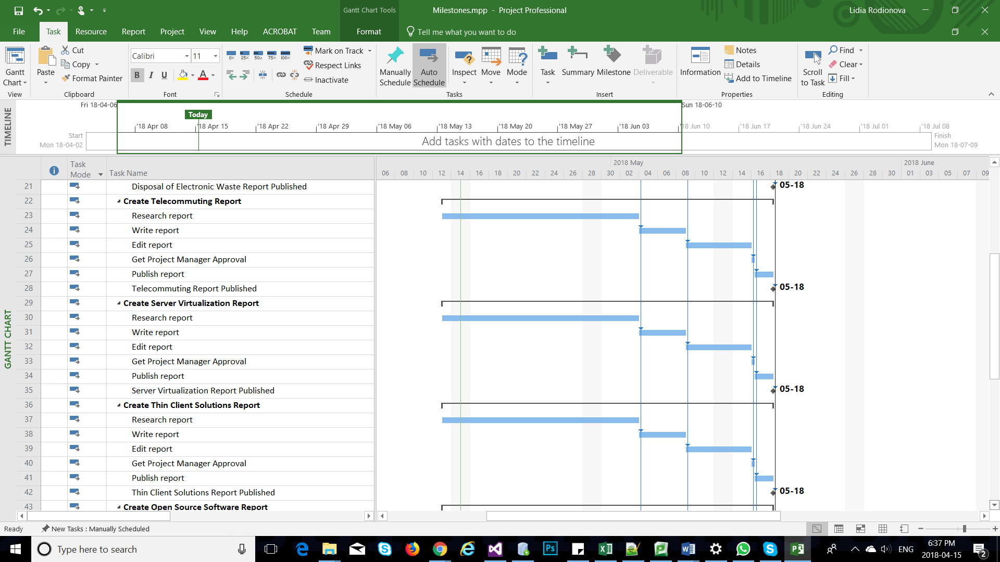 Gantt Chart Tools
Milestones.mpp - Project Professional
Lidia Rodionova
File Task Resource Report Project View Help ACROBAT Team Format Tell me what you want to do
Gantt Chart
View
Paste
Cut
Copy
Format Painter
Clipboard
Calibri 11
B I U A
Font
0% 25% 50% 75% 100%
Mark on Track
Respect Links
Inactivate
Schedule
Manually Schedule
Auto Schedule
Inspect
Move
Mode
Tasks
Task
Summary
Milestone
Deliverable
Insert
Information
Notes
Details
Add to Timeline
Properties
Scroll to Task
Find
Clear
Fill
Editing
TIMELINE
Fri 18-04-06
Sun 18-06-10
Today
'18 Apr 08 '18 Apr 15 '18 Apr 22 '18 Apr 29 '18 May 06 '18 May 13 '18 May 20 '18 May 27 '18 Jun 03 '18 Jun 10 '18 Jun 17 '18 Jun 24 '18 Jul 01 '18 Jul 08
Start
Mon 18-04-02
Add tasks with dates to the timeline
Finish
Mon 18-07-09
GANTT CHART
Task Mode
Task Name
2018 May
2018 June
06 08 10 12 14 16 18 20 22 24 26 28 30 02 04 06 08 10 12 14 16 18 20 22 24 26 28 30 01 03 05 07 09
21 Disposal of Electronic Waste Report Published 05-18
22 Create Telecommuting Report
23 Research report
24 Write report
25 Edit report
26 Get Project Manager Approval
27 Publish report
28 Telecommuting Report Published 05-18
29 Create Server Virtualization Report
30 Research report
31 Write report
32 Edit report
33 Get Project Manager Approval
34 Publish report
35 Server Virtualization Report Published 05-18
36 Create Thin Client Solutions Report
37 Research report
38 Write report
39 Edit report
40 Get Project Manager Approval
41 Publish report
42 Thin Client Solutions Report Published 05-18
43 Create Open Source Software Report
Ready
New Tasks : Manually Scheduled
Type here to search
Ps
ENG
6:37 PM
2018-04-15
2